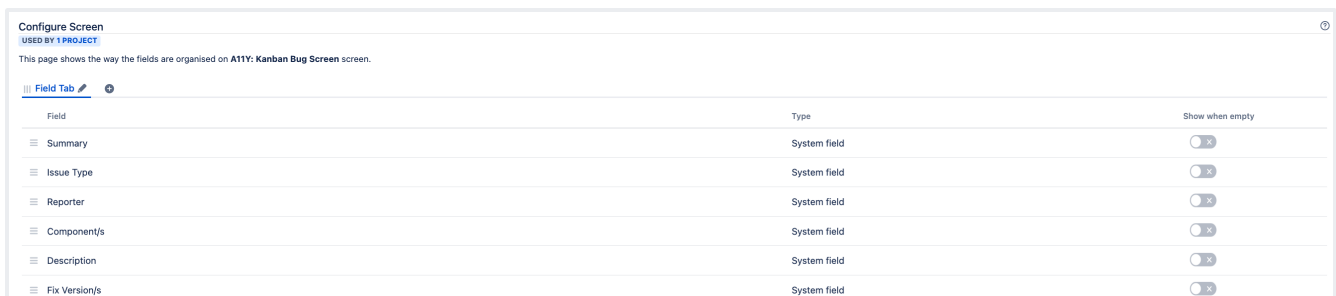 Configure Screen
USED BY 1 PROJECT
This page shows the way the fields are organised on A11Y: Kanban Bug Screen screen.
Field Tab
Field Type Show when empty
Summary System field
Issue Type System field
Reporter System field
Component/s System field
Description System field
Fix Version/s System field